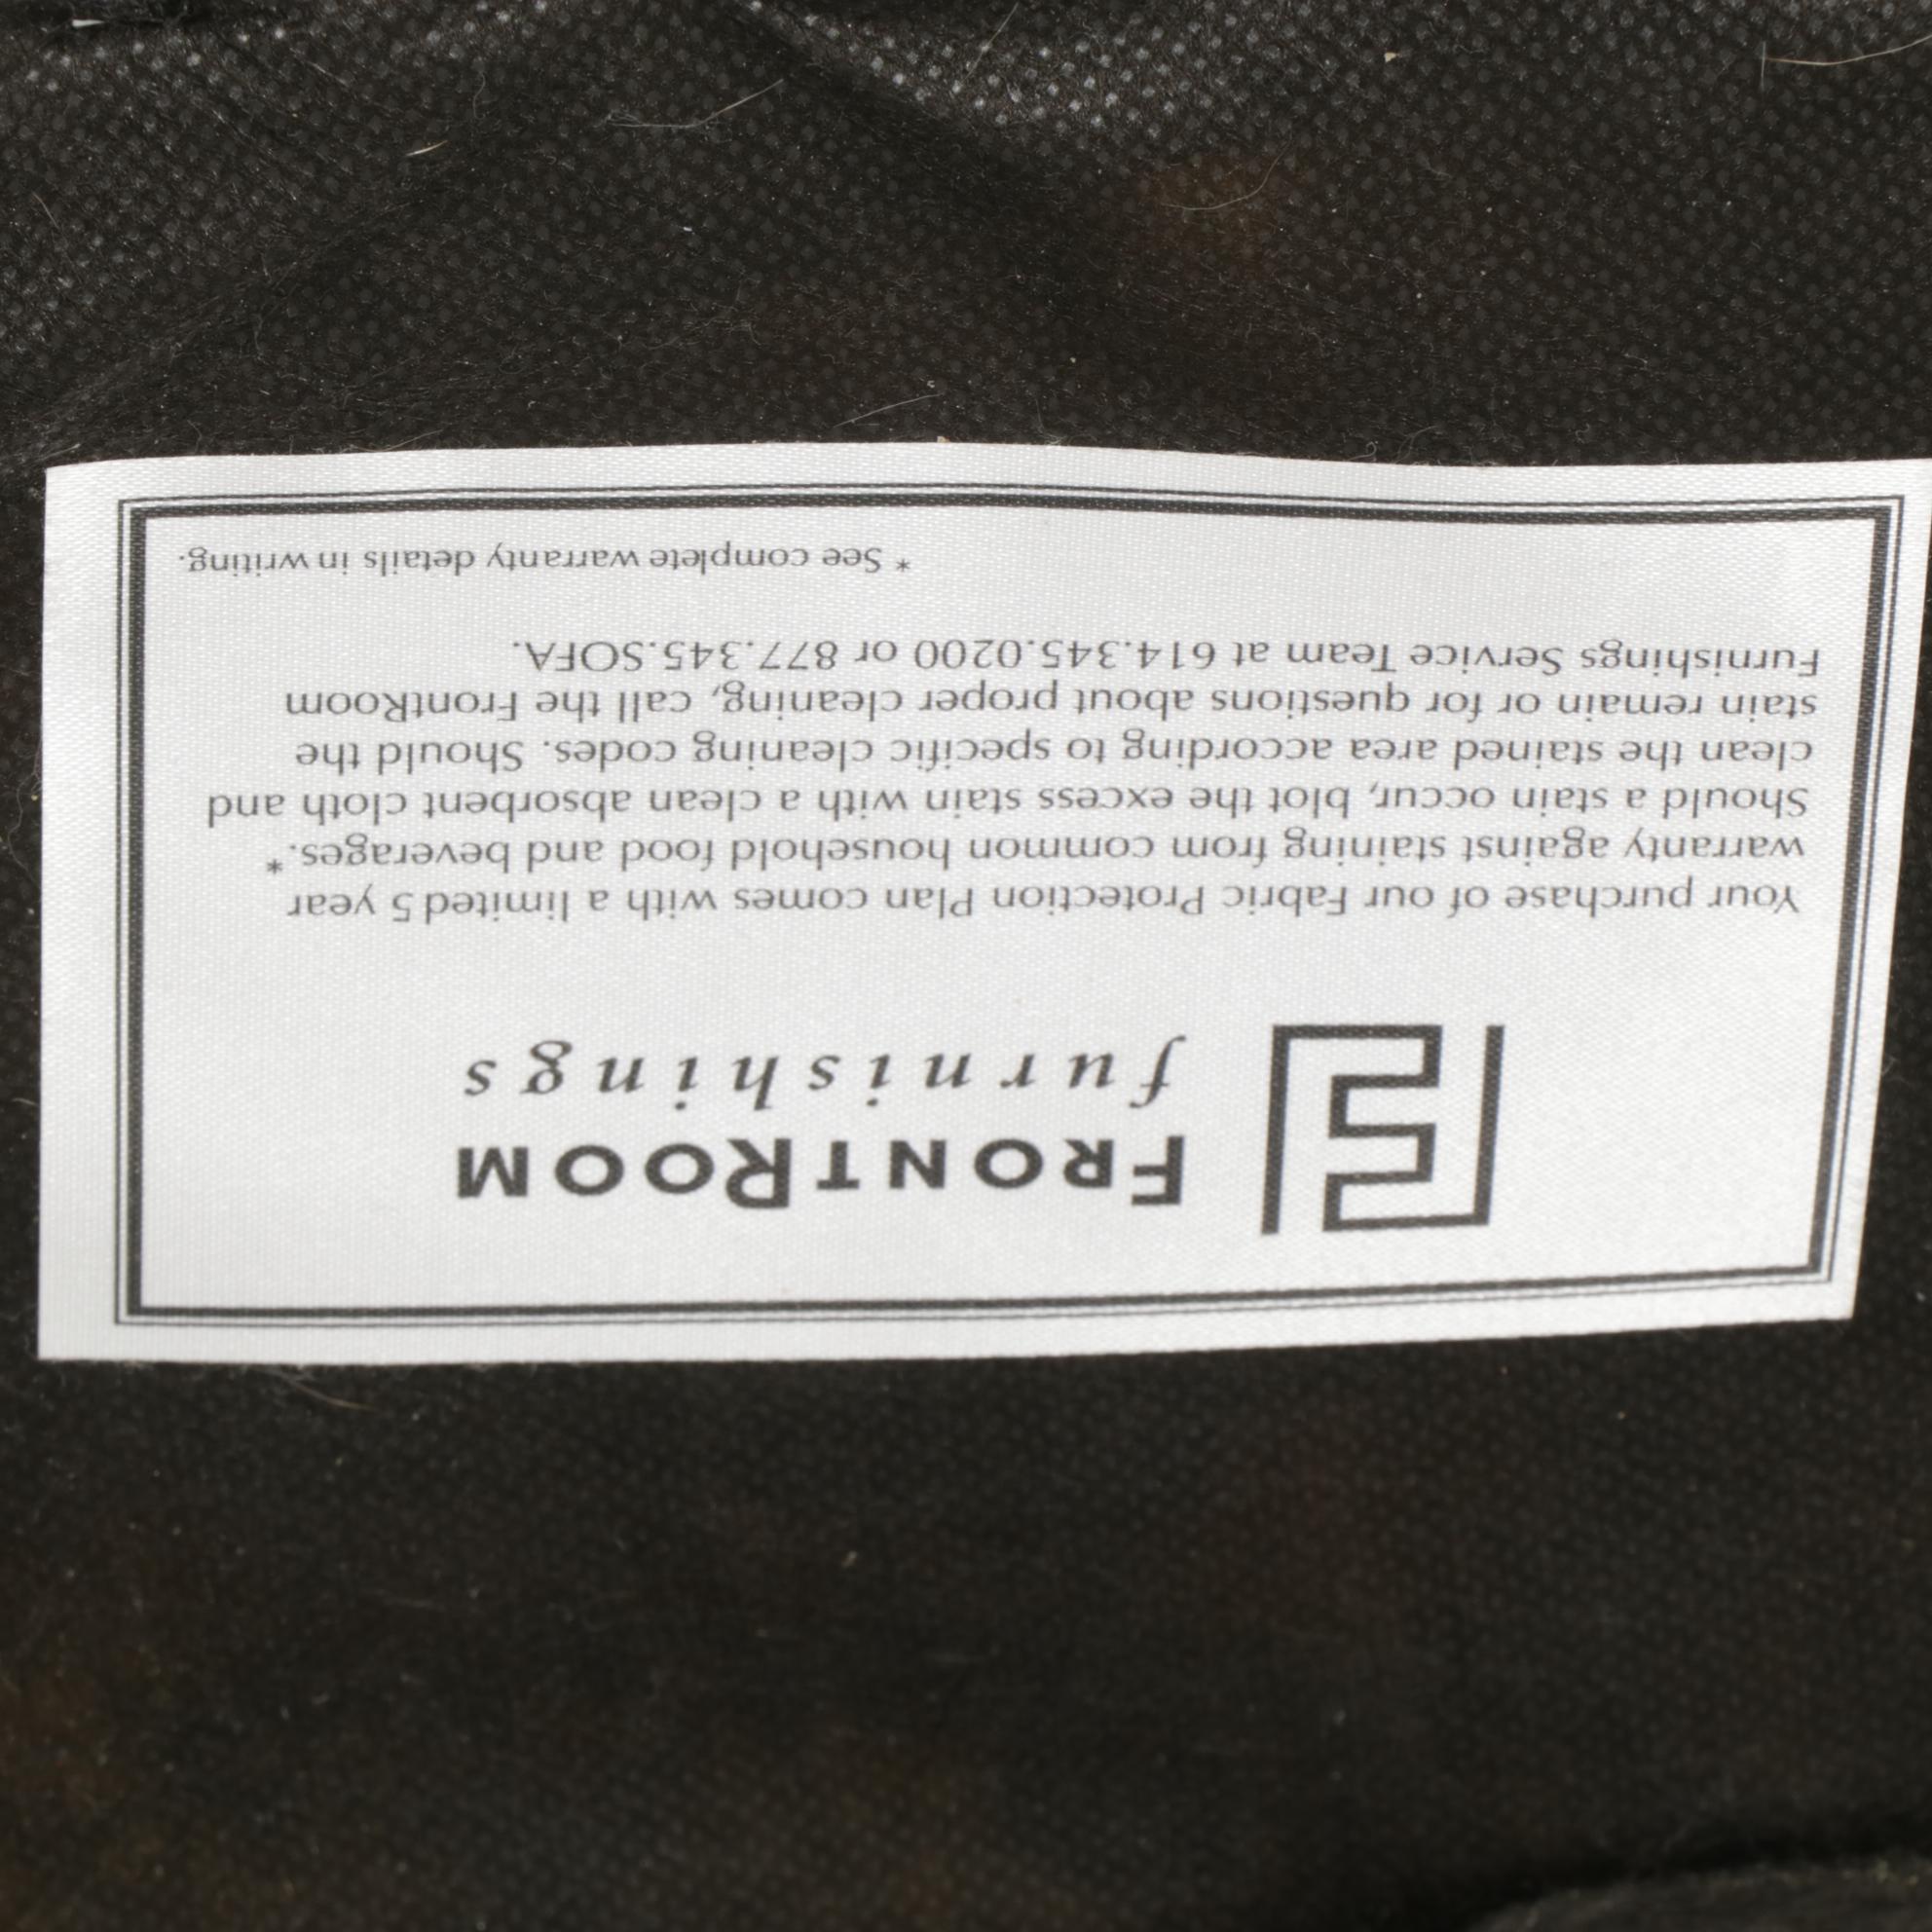 FRONTROOM
furnishings
Your purchase of our Fabric Protection Plan comes with a limited 5 year
warranty against staining from common household food and beverages.*
Should a stain occur, blot the excess stain with a clean absorbent cloth and
clean the stained area according to specific cleaning codes. Should the
stain remain or for questions about proper cleaning, call the FrontRoom
Furnishings Service Team at 614.345.0200 or 877.345.SOFA.
* See complete warranty details in writing.